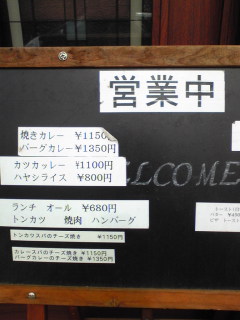 営業中
焼きカレー ¥1150
バーグカレー ¥1350円
カツカッレー ¥1100円
ハヤシライス ¥800円
LCOME
ランチ オール ¥680円
トンカツ 焼肉 ハンバーグ
トンカツスパのチーズ焼き ¥1150円
カレースパのチーズ焼き ¥1150円
バーグカレーのチーズ焼き ¥1350円